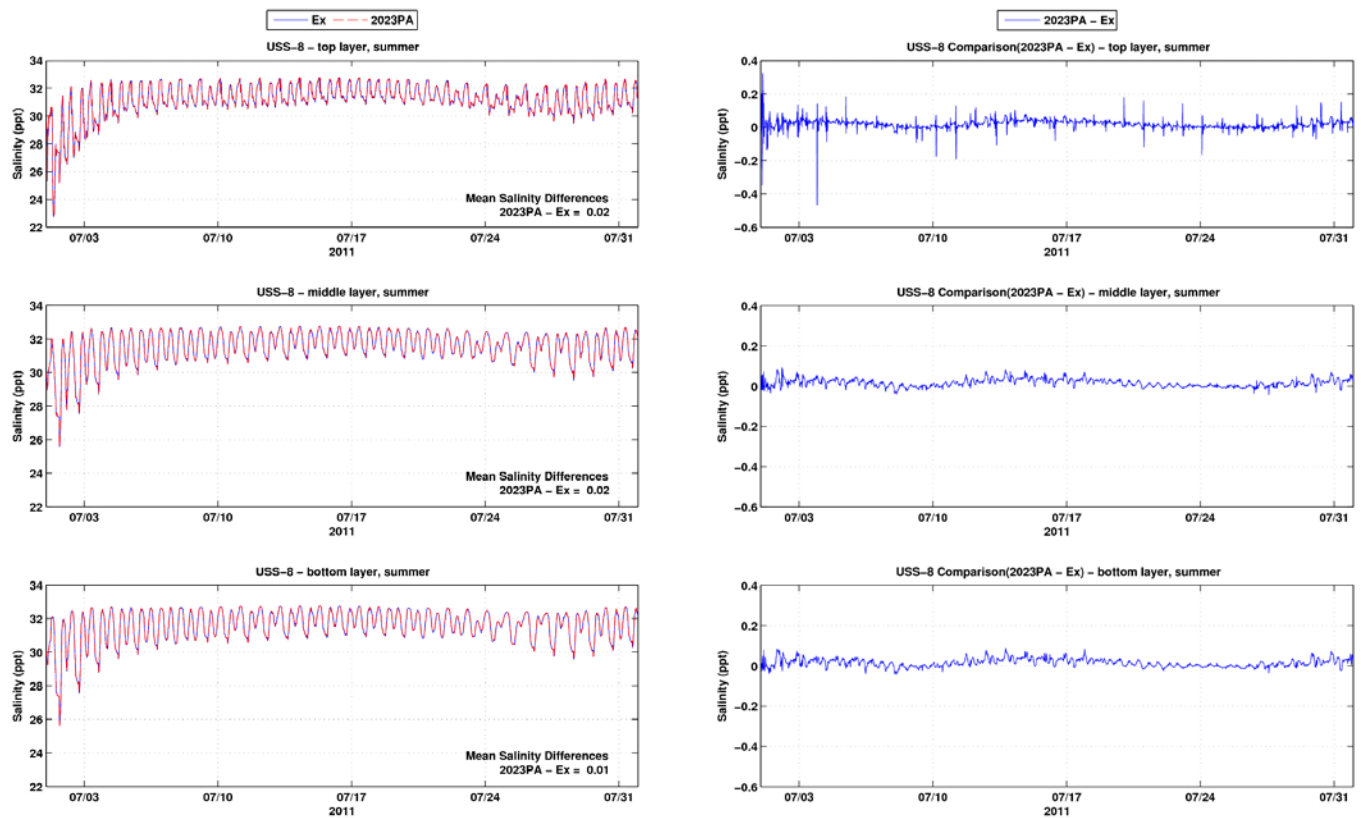 Ex 2023PA
USS-8 - top layer, summer
34
32
30
28
26
24
22
Salinity (ppt)
Mean Salinity Differences
2023PA - Ex = 0.02
07/03 07/10 07/17 07/24 07/31
2011
USS-8 - middle layer, summer
34
32
30
28
26
24
22
Salinity (ppt)
Mean Salinity Differences
2023PA - Ex = 0.02
07/03 07/10 07/17 07/24 07/31
2011
USS-8 - bottom layer, summer
34
32
30
28
26
24
22
Salinity (ppt)
Mean Salinity Differences
2023PA - Ex = 0.01
07/03 07/10 07/17 07/24 07/31
2011
2023PA - Ex
USS-8 Comparison(2023PA - Ex) - top layer, summer
0.4
0.2
0
-0.2
-0.4
-0.6
Salinity (ppt)
07/03 07/10 07/17 07/24 07/31
2011
USS-8 Comparison(2023PA - Ex) - middle layer, summer
0.4
0.2
0
-0.2
-0.4
-0.6
Salinity (ppt)
07/03 07/10 07/17 07/24 07/31
2011
USS-8 Comparison(2023PA - Ex) - bottom layer, summer
0.4
0.2
0
-0.2
-0.4
-0.6
Salinity (ppt)
07/03 07/10 07/17 07/24 07/31
2011